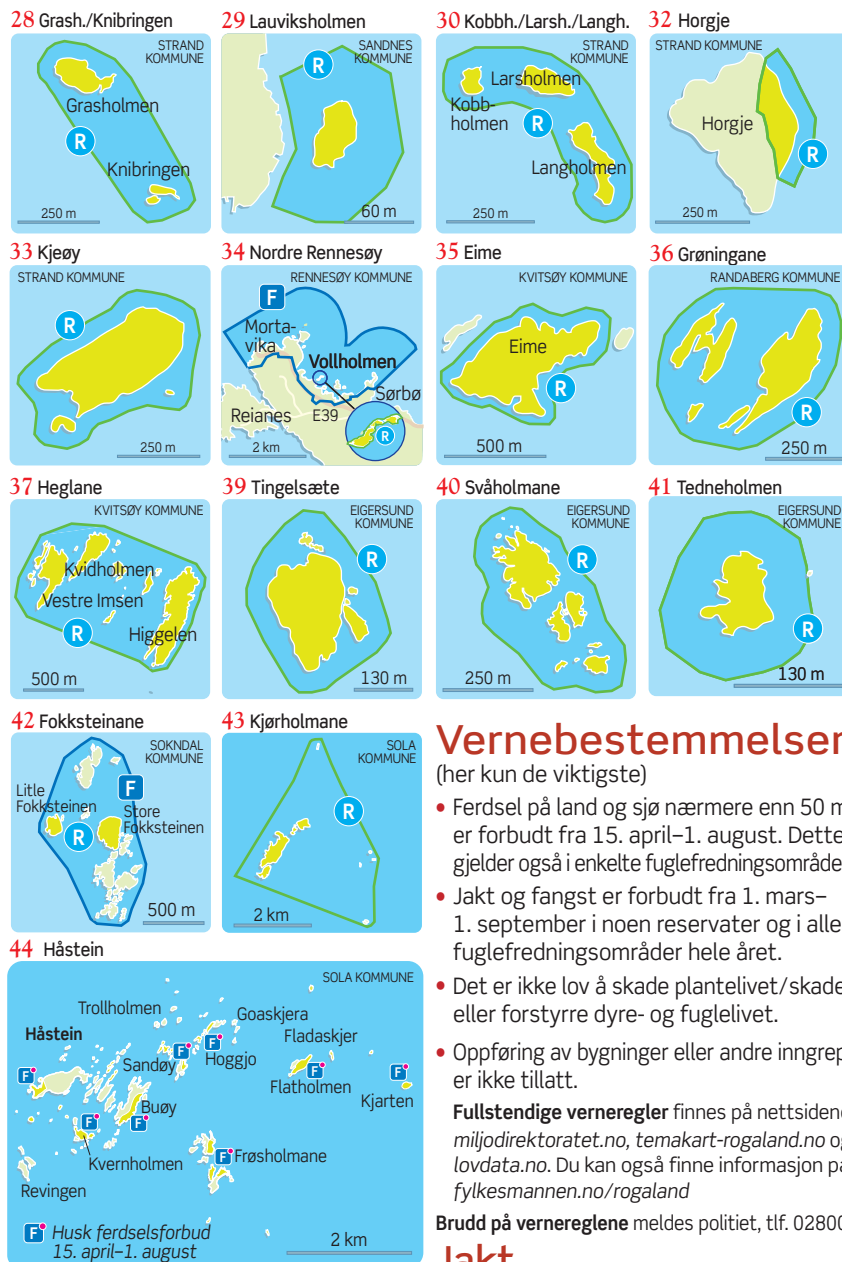 28 Grash./Knibringen
STRAND
KOMMUNE
Grasholmen
R
Knibringen
250 m
29 Lauviksholmen
SANDNES
KOMMUNE
R
60 m
30 Kobbh./Larsh./Langh.
STRAND
KOMMUNE
Larsholmen
Kobb-
holmen
R
Langholmen
250 m
32 Horgje
STRAND KOMMUNE
Horgje
R
250 m
33 Kjeøy
STRAND KOMMUNE
R
250 m
34 Nordre Rennesøy
RENNESØY KOMMUNE
F
Morta-
vika
Vollholmen
Sørbø
Reianes
E39
R
2 km
35 Eime
KVITSØY KOMMUNE
Eime
R
500 m
36 Grøningane
RANDABERG KOMMUNE
R
250 m
37 Heglane
KVITSØY KOMMUNE
Kvidholmen
Vestre Imsen
R
Higgelen
500 m
39 Tingelsæte
EIGERSUND
KOMMUNE
R
130 m
40 Svåholmane
EIGERSUND
KOMMUNE
R
250 m
41 Tedneholmen
EIGERSUND
KOMMUNE
R
130 m
42 Fokksteinane
SOKNDAL
KOMMUNE
F
Litle
Fokksteinen
R
Store
Fokksteinen
500 m
43 Kjørholmane
SOLA
KOMMUNE
R
2 km
44 Håstein
SOLA KOMMUNE
Trollholmen
Goaskjera
Håstein
Fladaskjer
Sandøy
F
Hoggjo
F
F
F
Flatholmen
F
Kjarten
Buøy
F
F
Kvernholmen
F
Frøsholmane
Revingen
F Husk ferdselsforbud
15. april–1. august
2 km
Vernebestemmelser
(her kun de viktigste)
• Ferdsel på land og sjø nærmere enn 50 m
er forbudt fra 15. april–1. august. Dette
gjelder også i enkelte fuglefredningsområde
• Jakt og fangst er forbudt fra 1. mars–
1. september i noen reservater og i alle
fuglefredningsområder hele året.
• Det er ikke lov å skade plantelivet/skade
eller forstyrre dyre- og fuglelivet.
• Oppføring av bygninger eller andre inngrep
er ikke tillatt.
Fullstendige verneregler finnes på nettsidene
miljodirektoratet.no, temakart-rogaland.no og
lovdata.no. Du kan også finne informasjon på
fylkesmannen.no/rogaland
Brudd på vernereglene meldes politiet, tlf. 02800
Jakt